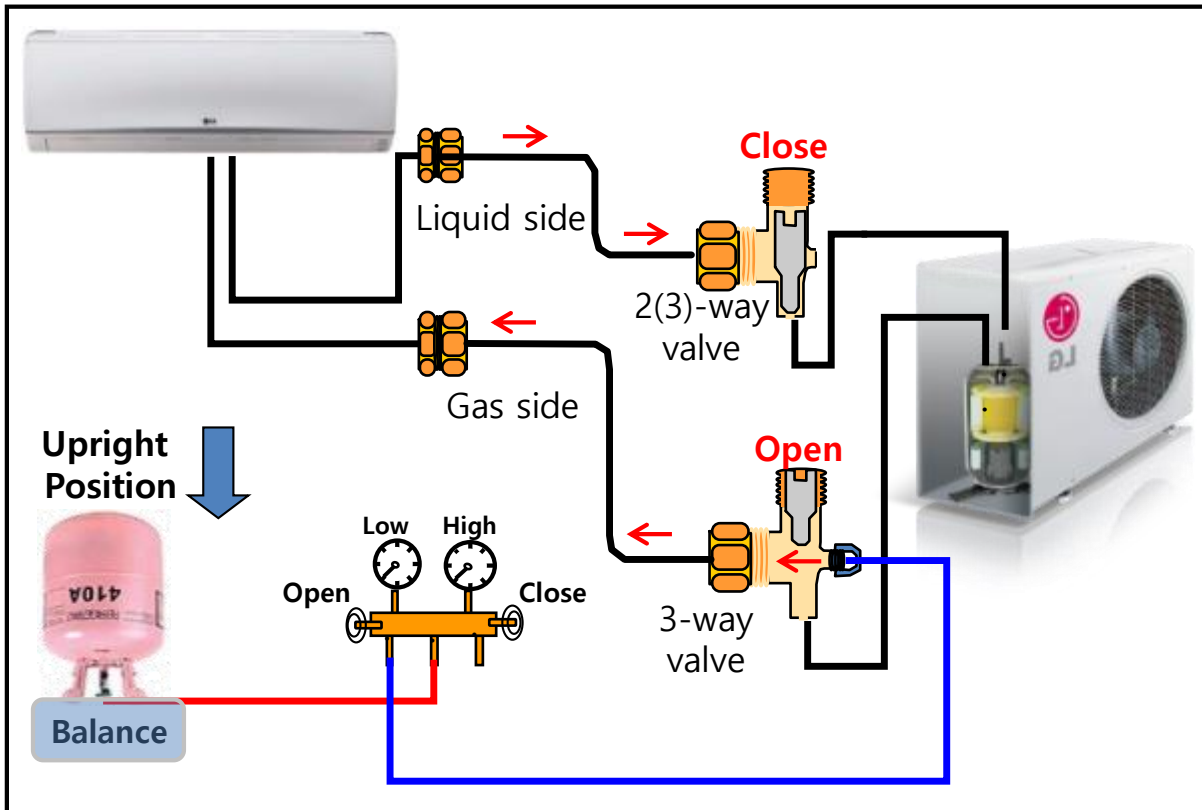 Close
Liquid side
2(3)-way
valve
LG
Gas side
Open
Upright
Position
Low
High
Open
Close
410A
3-way
valve
Balance